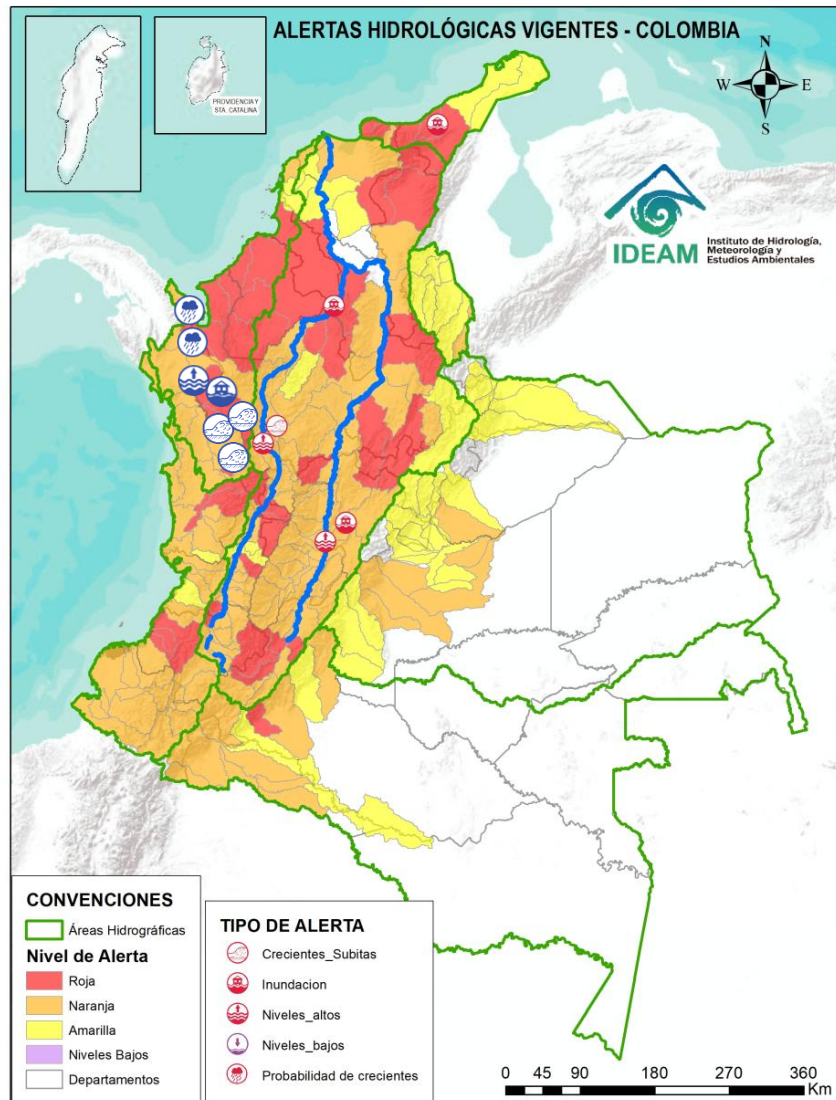 ALERTAS HIDROLÓGICAS VIGENTES - COLOMBIA
PROVIDENCIA Y
STA. CATALINA
N
W
E
S
IDEAM
Instituto de Hidrología,
Meteorología y
Estudios Ambientales
CONVENCIONES
Áreas Hidrográficas
Nivel de Alerta
Roja
Naranja
Amarilla
Niveles Bajos
Departamentos
TIPO DE ALERTA
Crecientes_Subitas
Inundacion
Niveles_altos
Niveles_bajos
Probabilidad de crecientes
0 45 90 180 270 360
Km